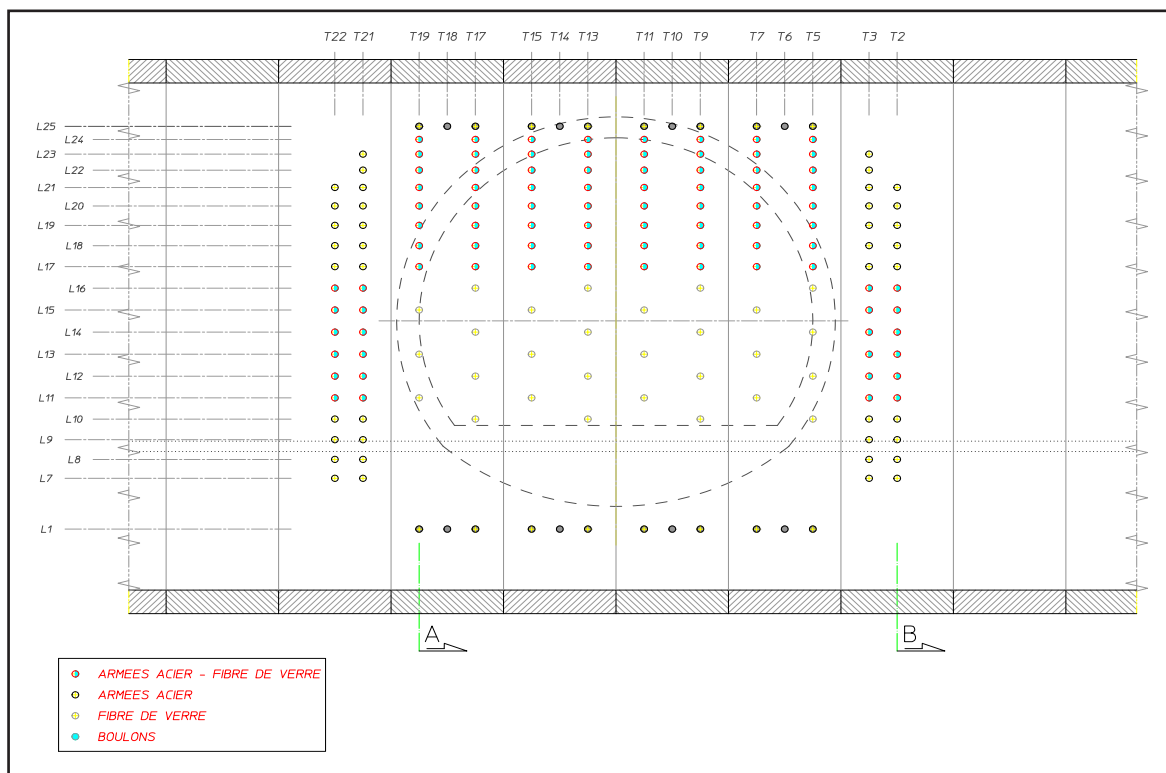 T22 T21 T19 T18 T17 T15 T14 T13 T11 T10 T9 T7 T6 T5 T3 T2
L25
L24
L23
L22
L21
L20
L19
L18
L17
L16
L15
L14
L13
L12
L11
L10
L9
L8
L7
L1
A B
ARMEES ACIER - FIBRE DE VERRE
ARMEES ACIER
FIBRE DE VERRE
BOULONS